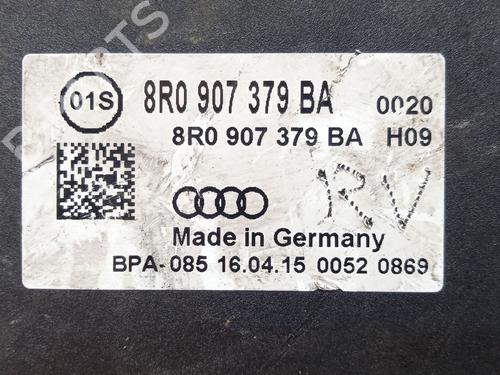 01S 8R0 907 379 BA 0020
8R0 907 379 BA H09
RV
Made in Germany
BPA-085 16.04.15 0052 0869
PARTS